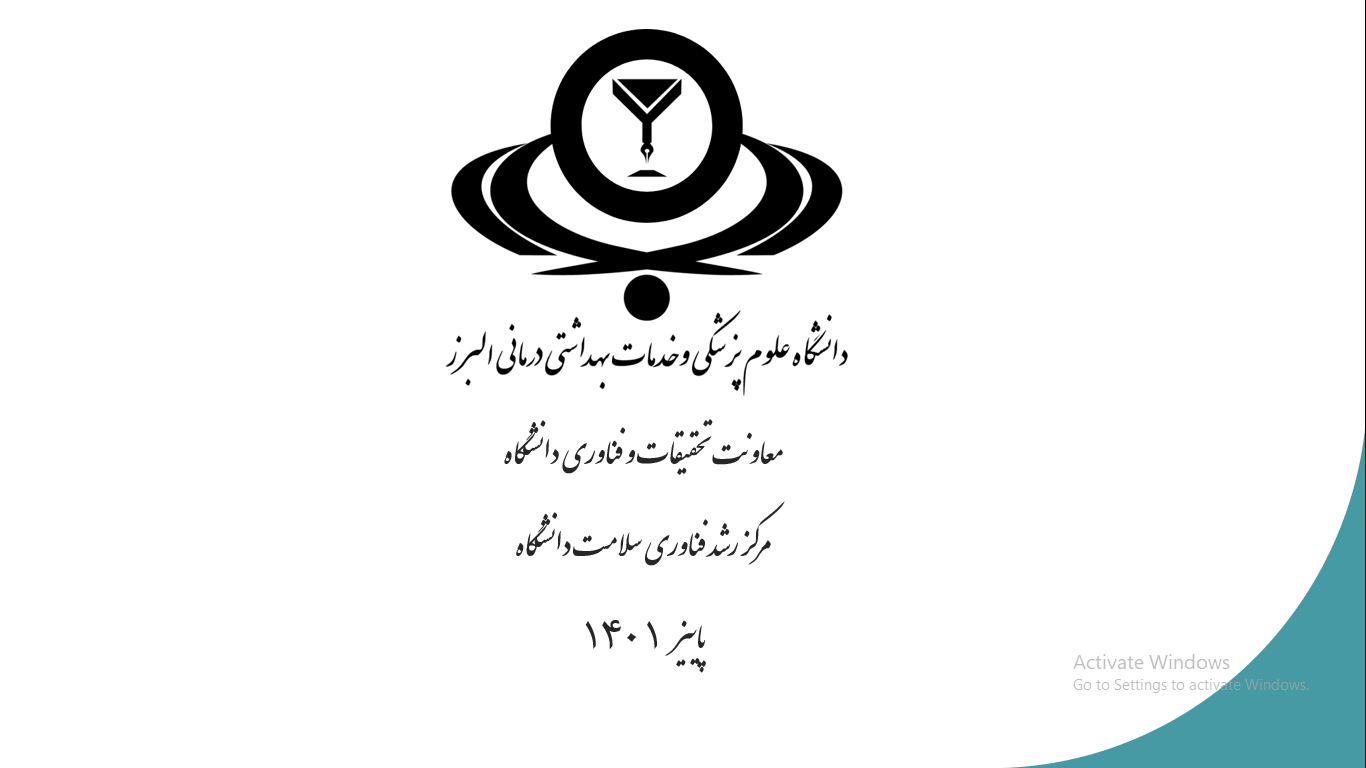 دانشگاه علوم پزشکی و خدمات بهداشتی درمانی البرز
معاونت تحقیقات و فناوری دانشگاه
مرکز رشد فناوری سلامت دانشگاه
پاییز ۱۴۰۱
Activate Windows
Go to Settings to activate Windows.